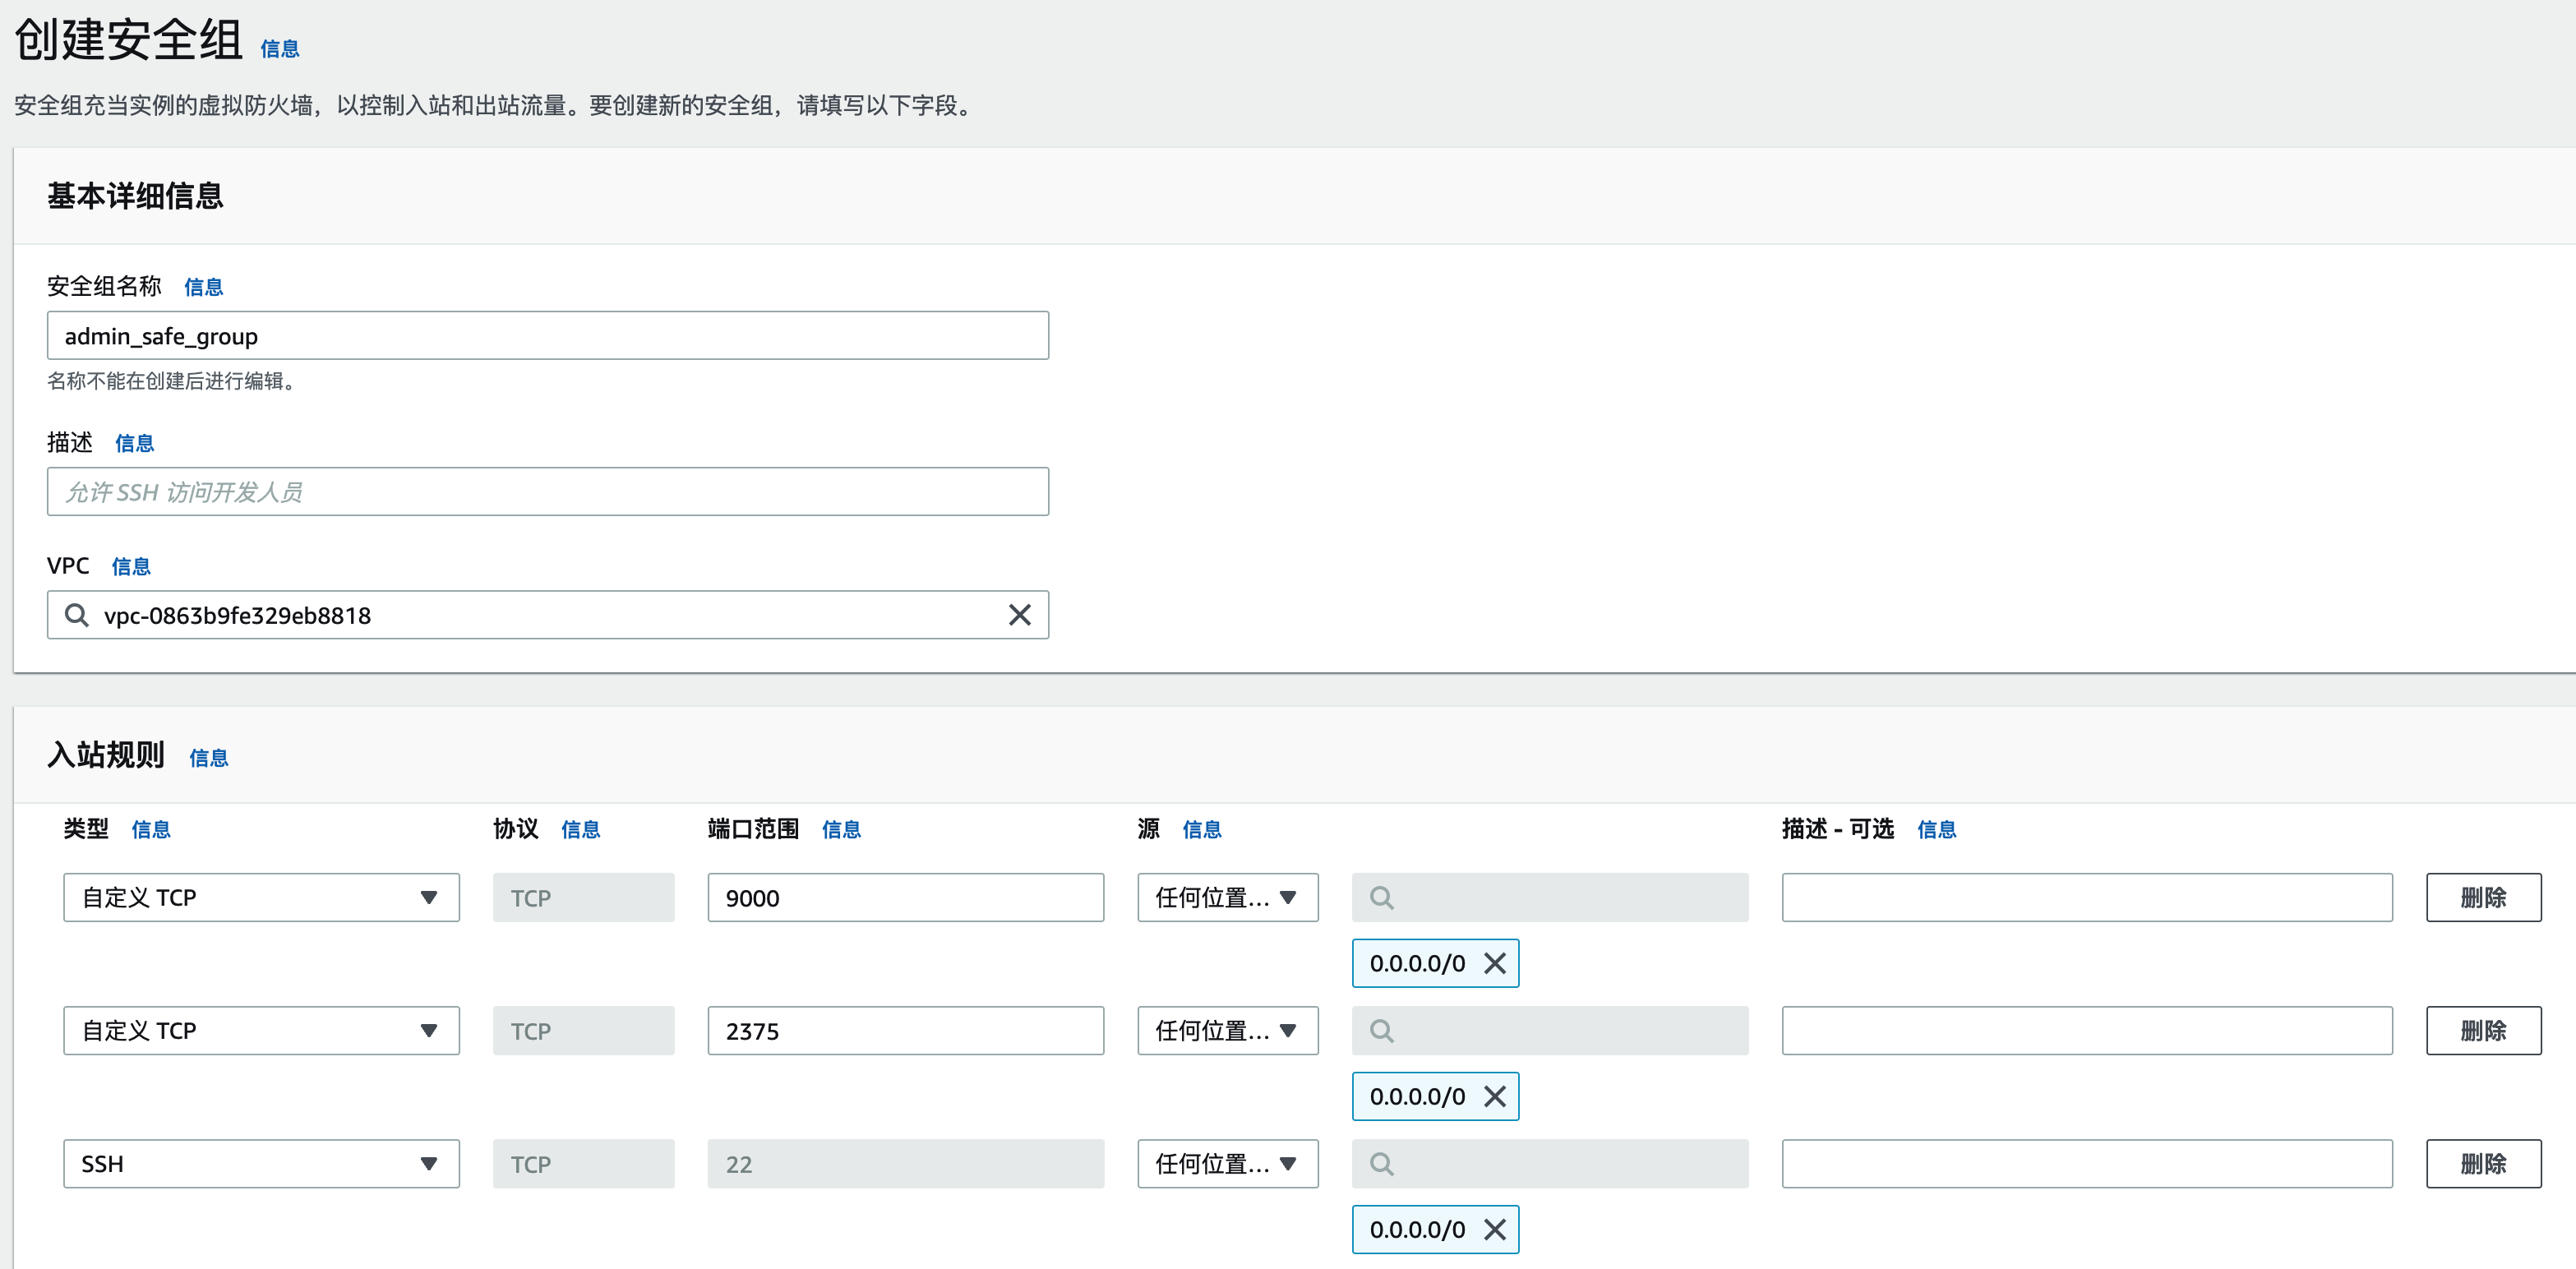 创建安全组 信息
安全组充当实例的虚拟防火墙，以控制入站和出站流量。要创建新的安全组，请填写以下字段。
基本详细信息
安全组名称 信息
admin_safe_group
名称不能在创建后进行编辑。
描述 信息
允许 SSH 访问开发人员
VPC 信息
vpc-0863b9fe329eb8818
入站规则 信息
类型 信息 协议 信息 端口范围 信息 源 信息 描述 - 可选 信息
自定义 TCP TCP 9000 任何位置... 删除
0.0.0.0/0
自定义 TCP TCP 2375 任何位置... 删除
0.0.0.0/0
SSH TCP 22 任何位置... 删除
0.0.0.0/0